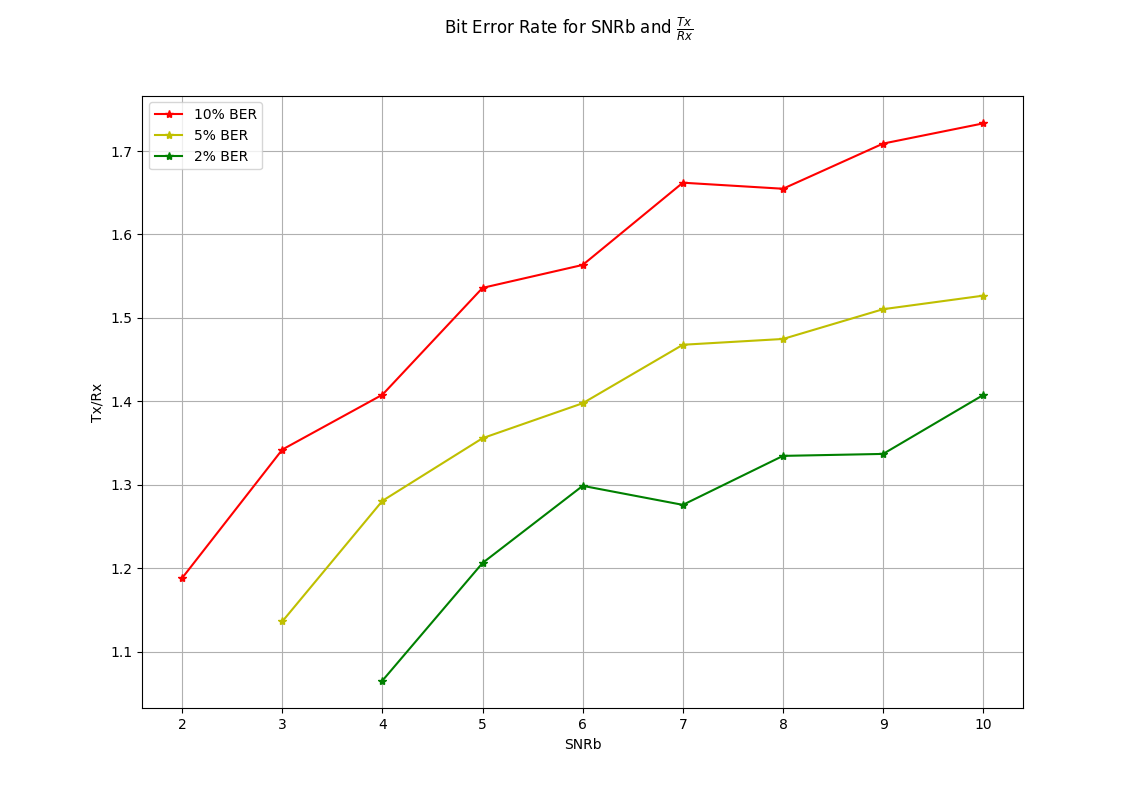 Bit Error Rate for SNRb and Tx/Rx
10% BER
5% BER
2% BER
1.7
1.6
1.5
1.4
1.3
1.2
1.1
Tx/Rx
2 3 4 5 6 7 8 9 10
SNRb